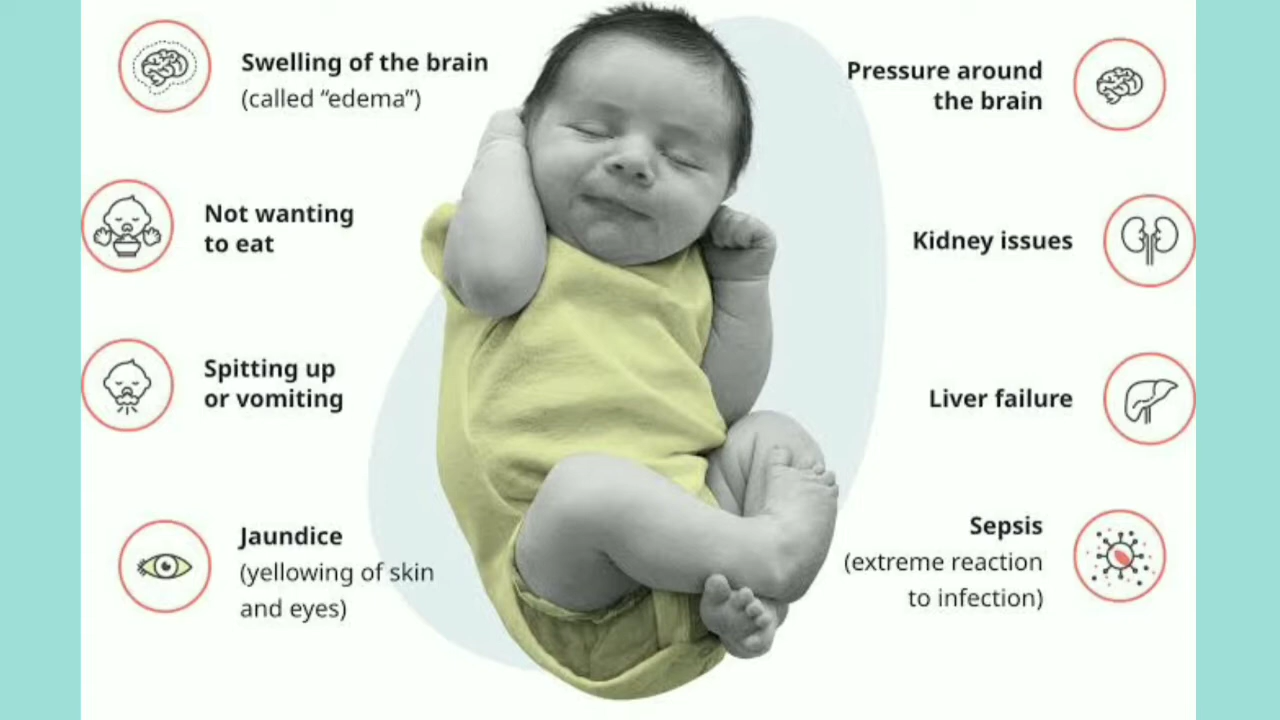 Swelling of the brain
(called “edema”)
Not wanting
to eat
Spitting up
or vomiting
Jaundice
(yellowing of skin
and eyes)
Pressure around
the brain
Kidney issues
Liver failure
Sepsis
(extreme reaction
to infection)